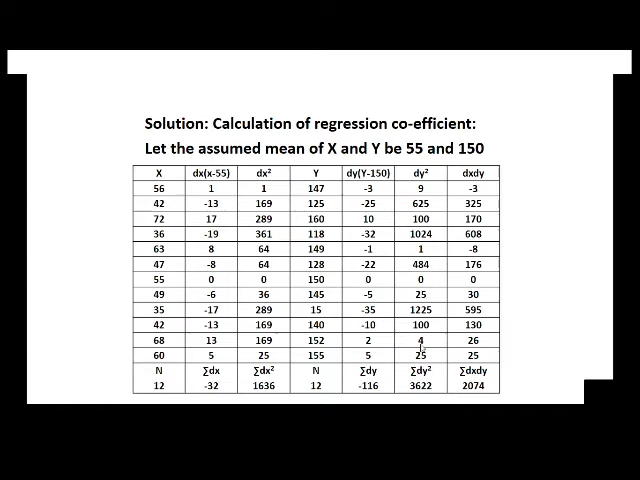 Solution: Calculation of regression co-efficient:
Let the assumed mean of X and Y be 55 and 150
X dx(x-55) dx² Y dy(Y-150) dy² dxdy
56 1 1 147 -3 9 -3
42 -13 169 125 -25 625 325
72 17 289 160 10 100 170
36 -19 361 118 -32 1024 608
63 8 64 149 -1 1 -8
47 -8 64 128 -22 484 176
55 0 0 150 0 0 0
49 -6 36 145 -5 25 30
35 -17 289 15 -35 1225 595
42 -13 169 140 -10 100 130
68 13 169 152 2 4 26
60 5 25 155 5 25 25
N ∑dx ∑dx² N ∑dy ∑dy² ∑dxdy
12 -32 1636 12 -116 3622 2074